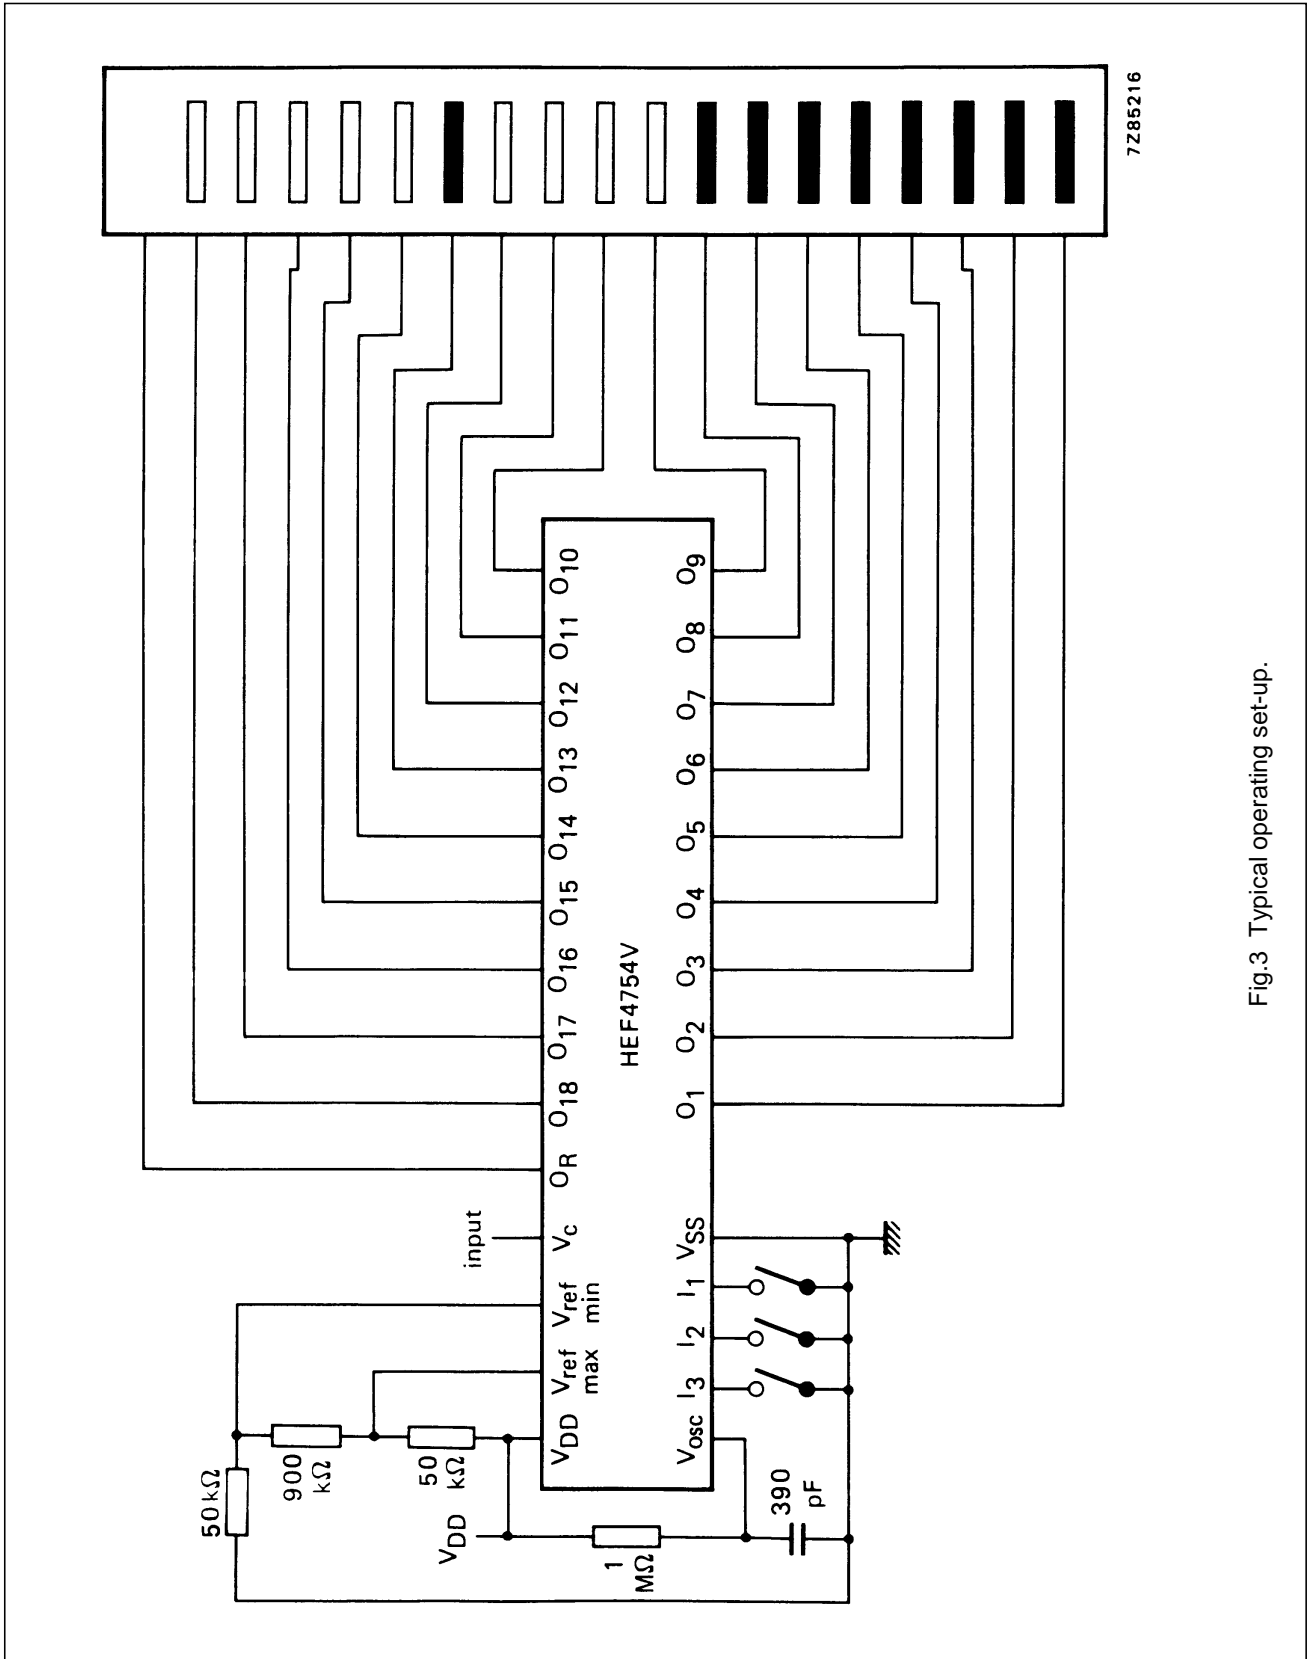 7Z85216
O10
O11
O12
O13
O14
O15
O16
O17
O18
OR
VC
input
Vref
min
Vref
max
VDD
HEF4754V
O9
O8
O7
O6
O5
O4
O3
O2
O1
VSS
I1
I2
I3
Vosc
50kΩ
900
kΩ
50
kΩ
VDD
1
MΩ
390
pF
Fig.3 Typical operating set-up.